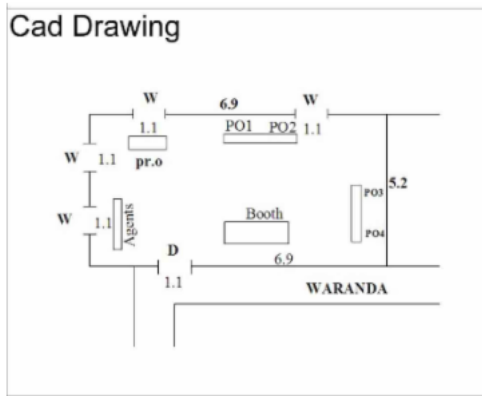 Cad Drawing
W 6.9 W
1.1 PO1 PO2 1.1
W 1.1 pr.o
5.2
PO3
W 1.1 Agents Booth
PO4
D 6.9
1.1 WARANDA